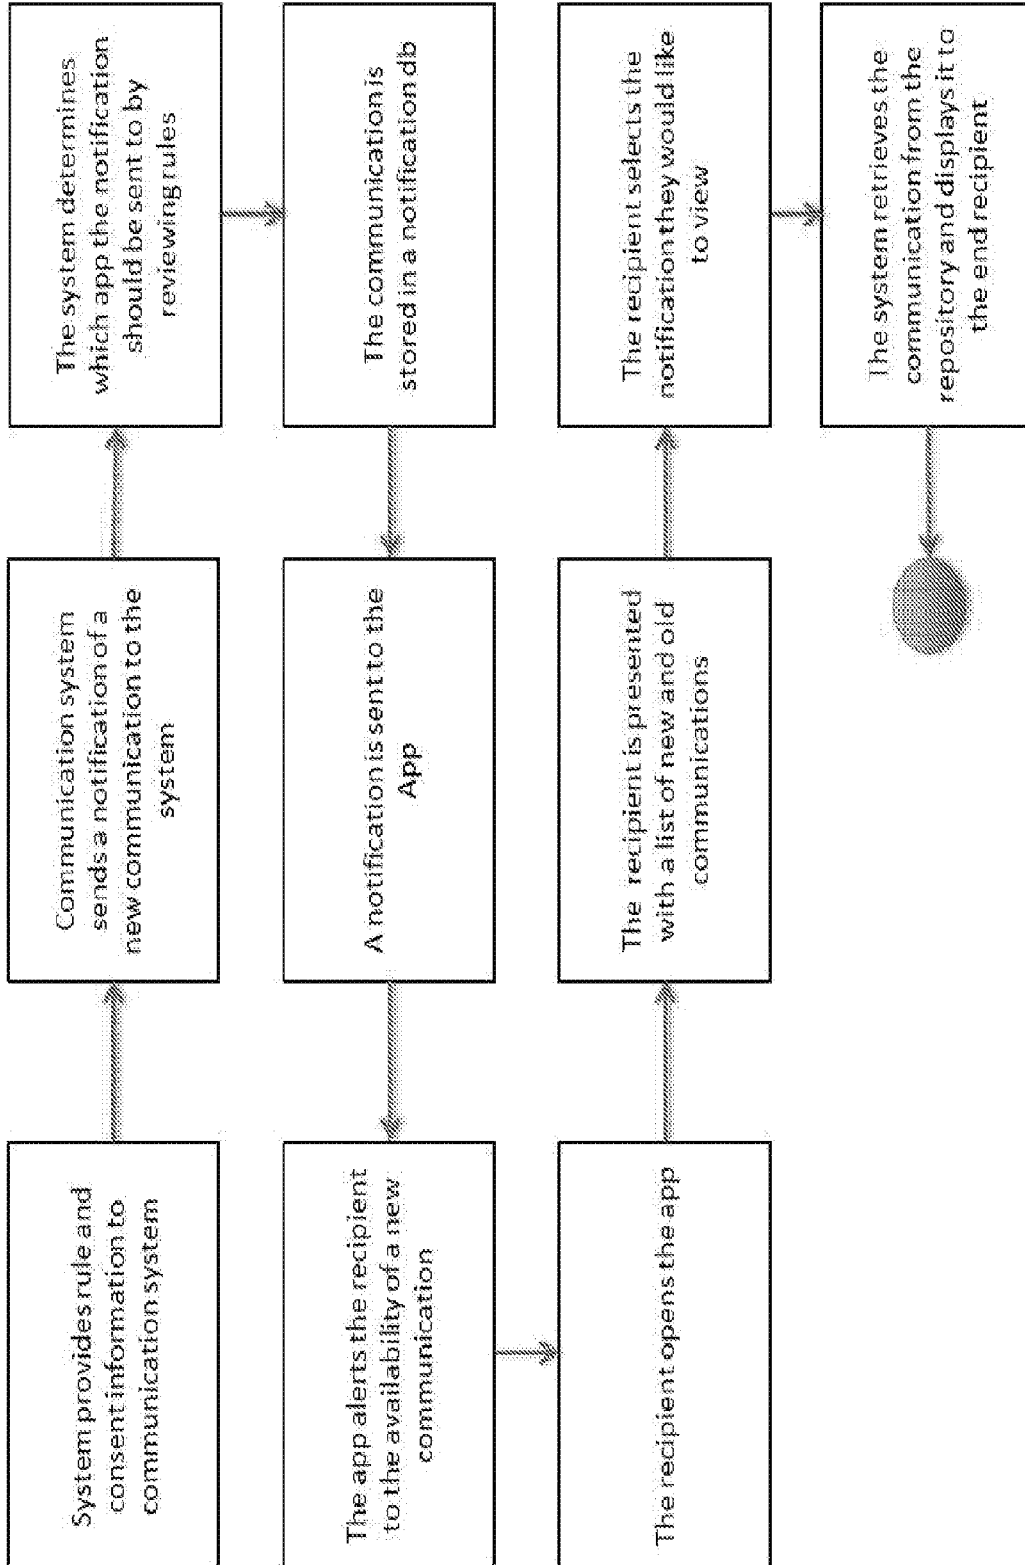 System provides rule and
consent information to
communication system
Communication system
sends a notification of a
new communication to the
system
The system determines
which app the notification
should be sent to by
reviewing rules
The communication is
stored in a notification db
A notification is sent to the
App
The app alerts the recipient
to the availability of a new
communication
The recipient opens the app
The recipient is presented
with a list of new and old
communications
The recipient selects the
notification they would like
to view
The system retrieves the
communication from the
repository and displays it to
the end recipient